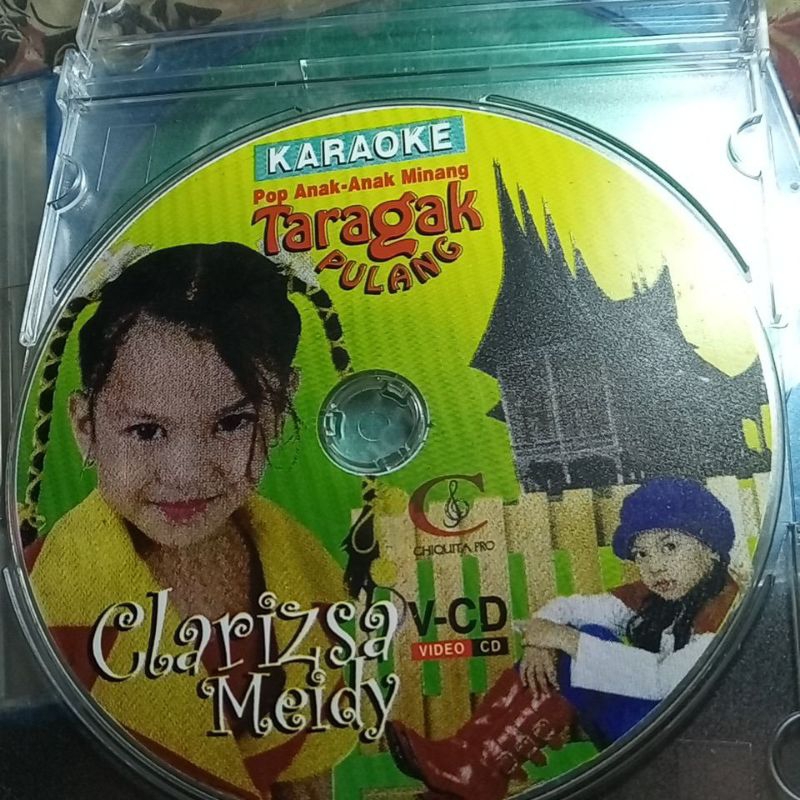 KARAOKE
Pop Anak-Anak Minang
Taragak
PULANG
CHIQUITA PRO
Clarizsa
Meidy
V-CD
VIDEO CD